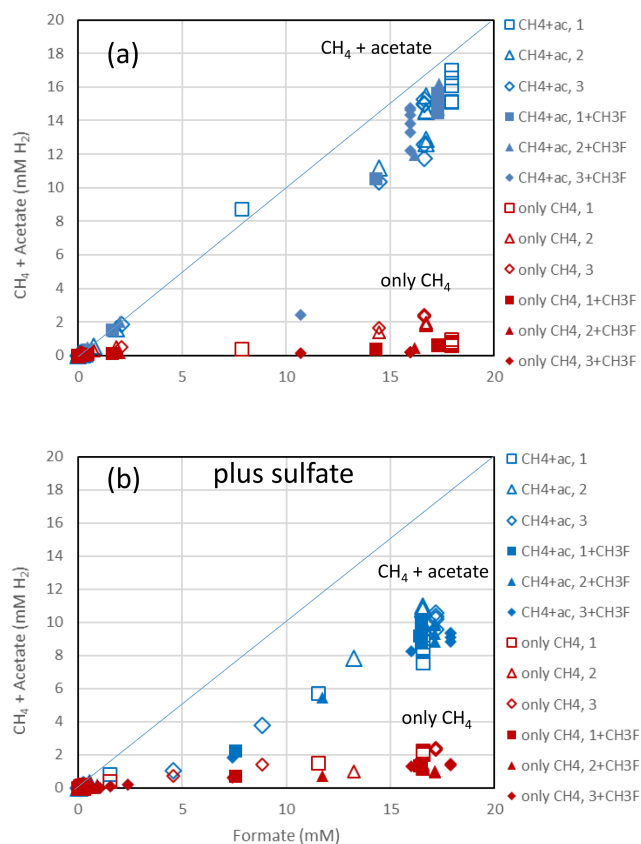 (a)
CH₄ + acetate
only CH₄
CH₄ + Acetate (mM H₂)
20
18
16
14
12
10
8
6
4
2
0
0
5
10
15
20
CH4+ac, 1
CH4+ac, 2
CH4+ac, 3
CH4+ac, 1+CH3F
CH4+ac, 2+CH3F
CH4+ac, 3+CH3F
only CH4, 1
only CH4, 2
only CH4, 3
only CH4, 1+CH3F
only CH4, 2+CH3F
only CH4, 3+CH3F
(b)
plus sulfate
CH₄ + acetate
only CH₄
CH₄ + Acetate (mM H₂)
20
18
16
14
12
10
8
6
4
2
0
0
5
10
15
20
Formate (mM)
CH4+ac, 1
CH4+ac, 2
CH4+ac, 3
CH4+ac, 1+CH3F
CH4+ac, 2+CH3F
CH4+ac, 3+CH3F
only CH4, 1
only CH4, 2
only CH4, 3
only CH4, 1+CH3F
only CH4, 2+CH3F
only CH4, 3+CH3F